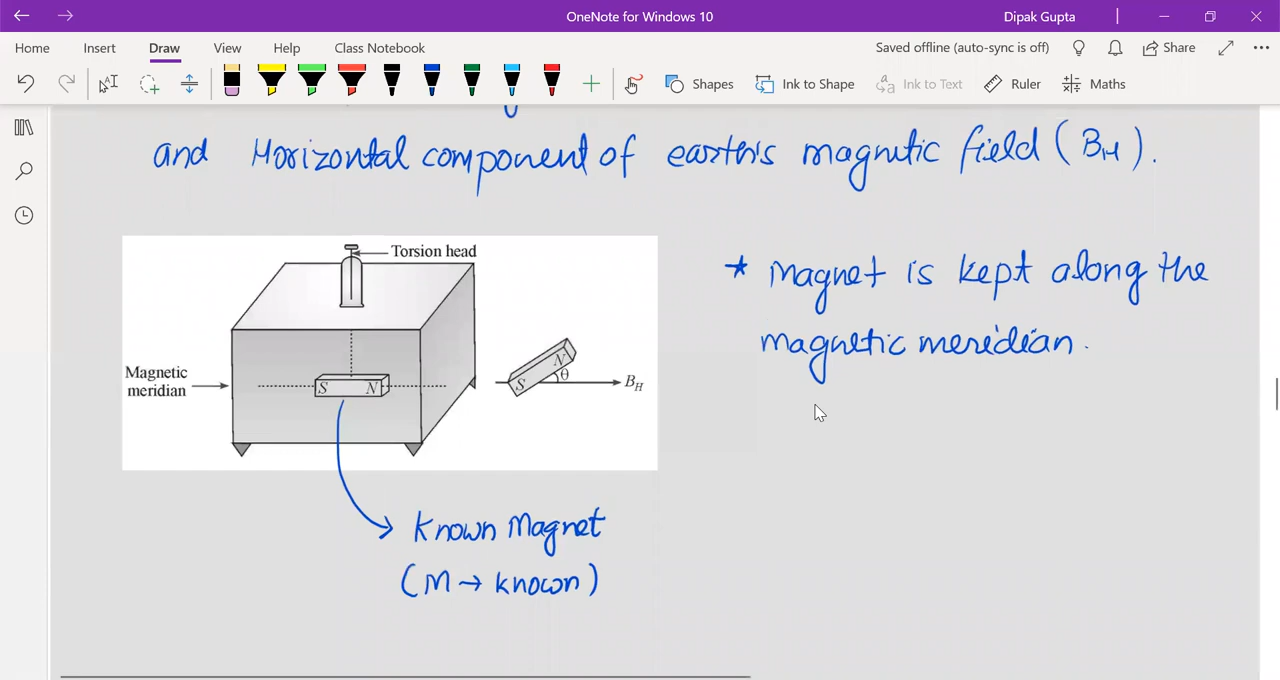 OneNote for Windows 10
Dipak Gupta
Home Insert Draw View Help Class Notebook
Saved offline (auto-sync is off)
Share
Shapes
Ink to Shape
Ink to Text
Ruler
Maths
and Horizontal component of earth's magnetic field (BH).
Torsion head
Magnetic
meridian
S N
S N θ
BH
* Magnet is kept along the
magnetic meridian.
Known Magnet
(M → known)